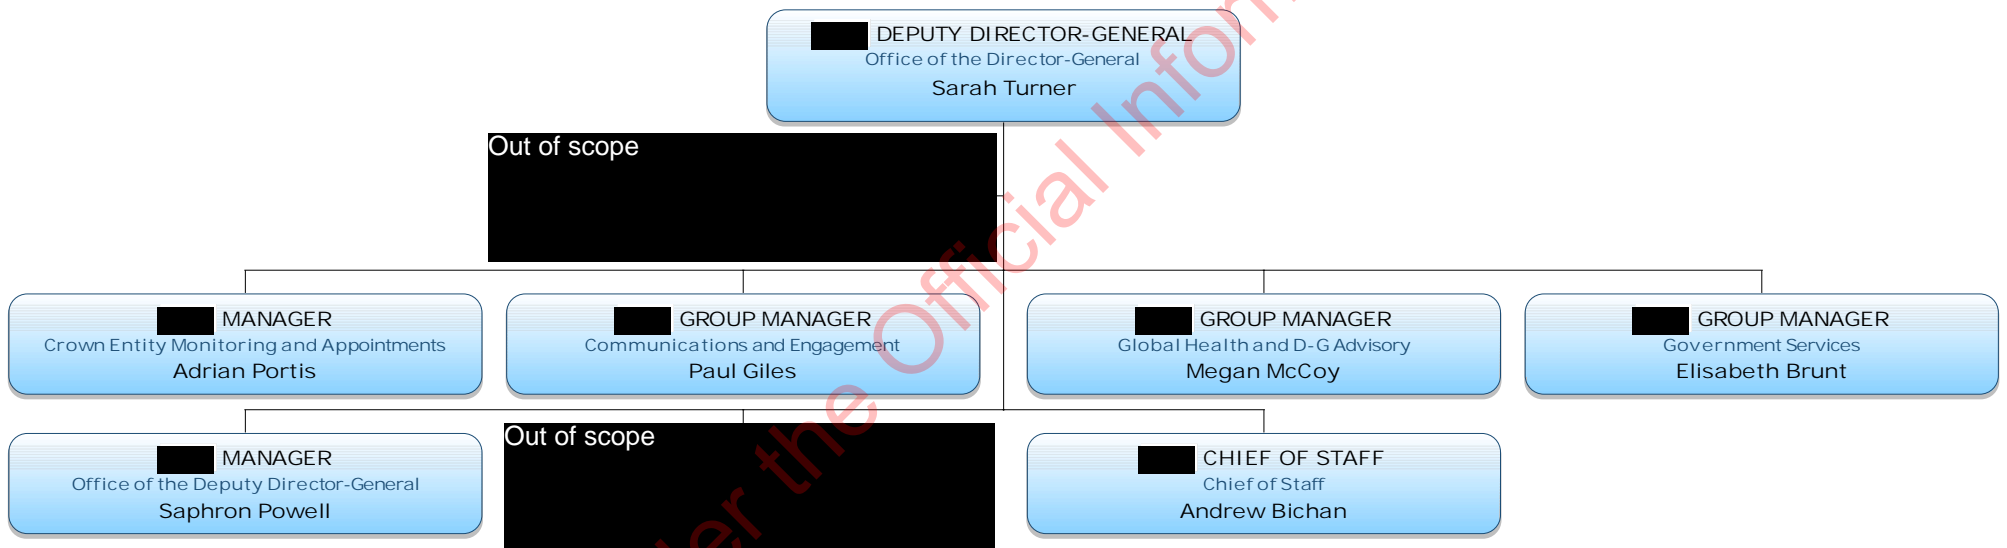 DEPUTY DIRECTOR-GENERAL
Office of the Director-General
Sarah Turner
Out of scope
MANAGER
Crown Entity Monitoring and Appointments
Adrian Portis
GROUP MANAGER
Communications and Engagement
Paul Giles
GROUP MANAGER
Global Health and D-G Advisory
Megan McCoy
GROUP MANAGER
Government Services
Elisabeth Brunt
MANAGER
Office of the Deputy Director-General
Saphron Powell
Out of scope
CHIEF OF STAFF
Chief of Staff
Andrew Bichan
the Official